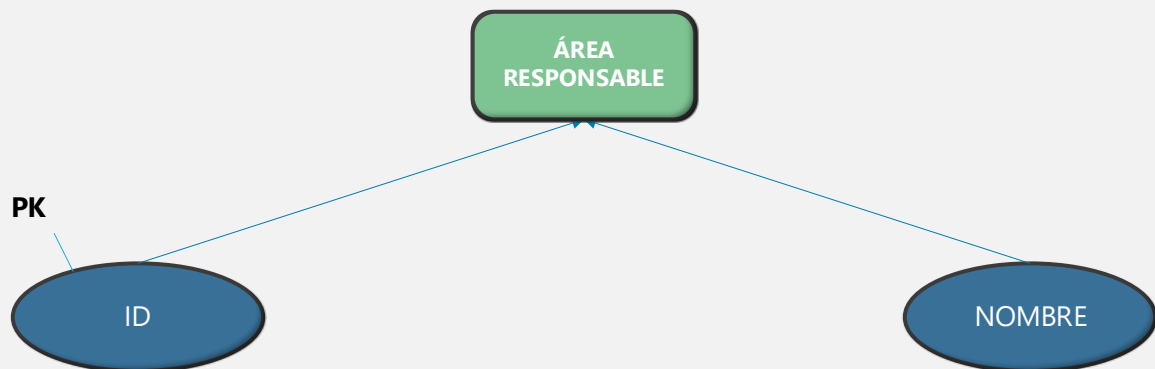 ÁREA
RESPONSABLE
PK
ID
NOMBRE